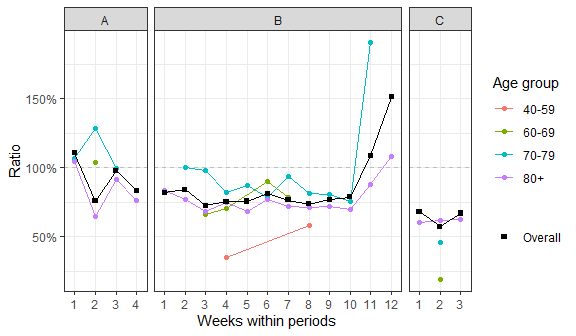 A B C
Ratio
150%
100%
50%
1 2 3 4 1 2 3 4 5 6 7 8 9 10 11 12 1 2 3
Weeks within periods
Age group
40-59
60-69
70-79
80+
Overall